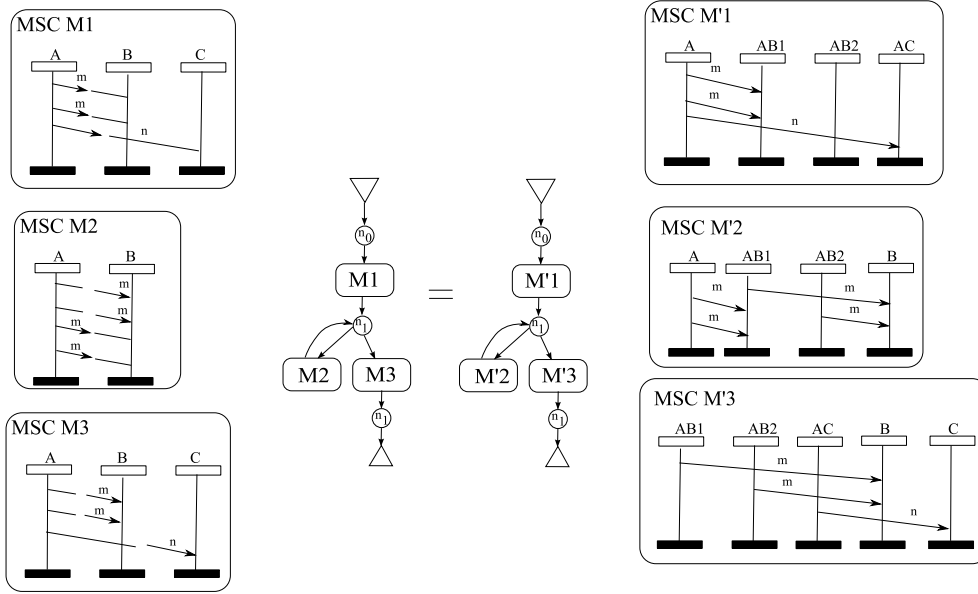 MSC M1
A B C
m
m
n
MSC M2
A B
m
m
m
m
MSC M3
A B C
m
m
n
n0
M1
n1
M2 M3
n1
=
n0
M'1
n1
M'2 M'3
n1
MSC M'1
A AB1 AB2 AC
m
m
n
MSC M'2
A AB1 AB2 B
m
m
m
m
MSC M'3
AB1 AB2 AC B C
m
m
n